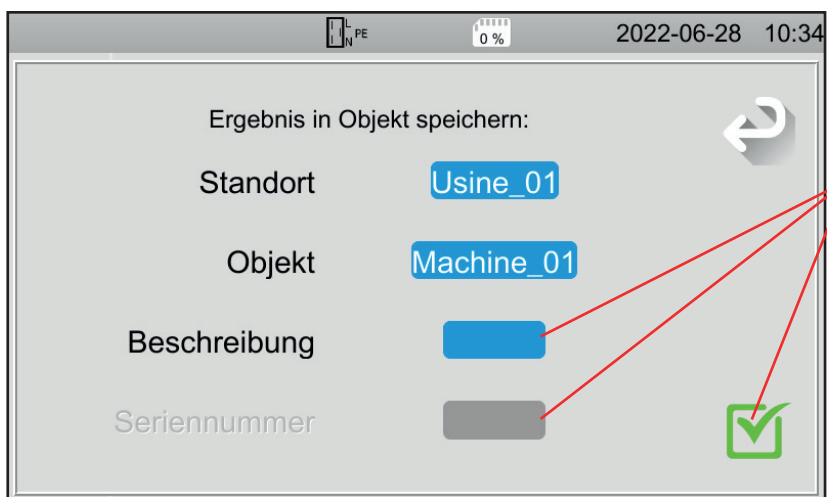 L
N PE
0 %
2022-06-28 10:34
Ergebnis in Objekt speichern:
Standort Usine_01
Objekt Machine_01
Beschreibung
Seriennummer